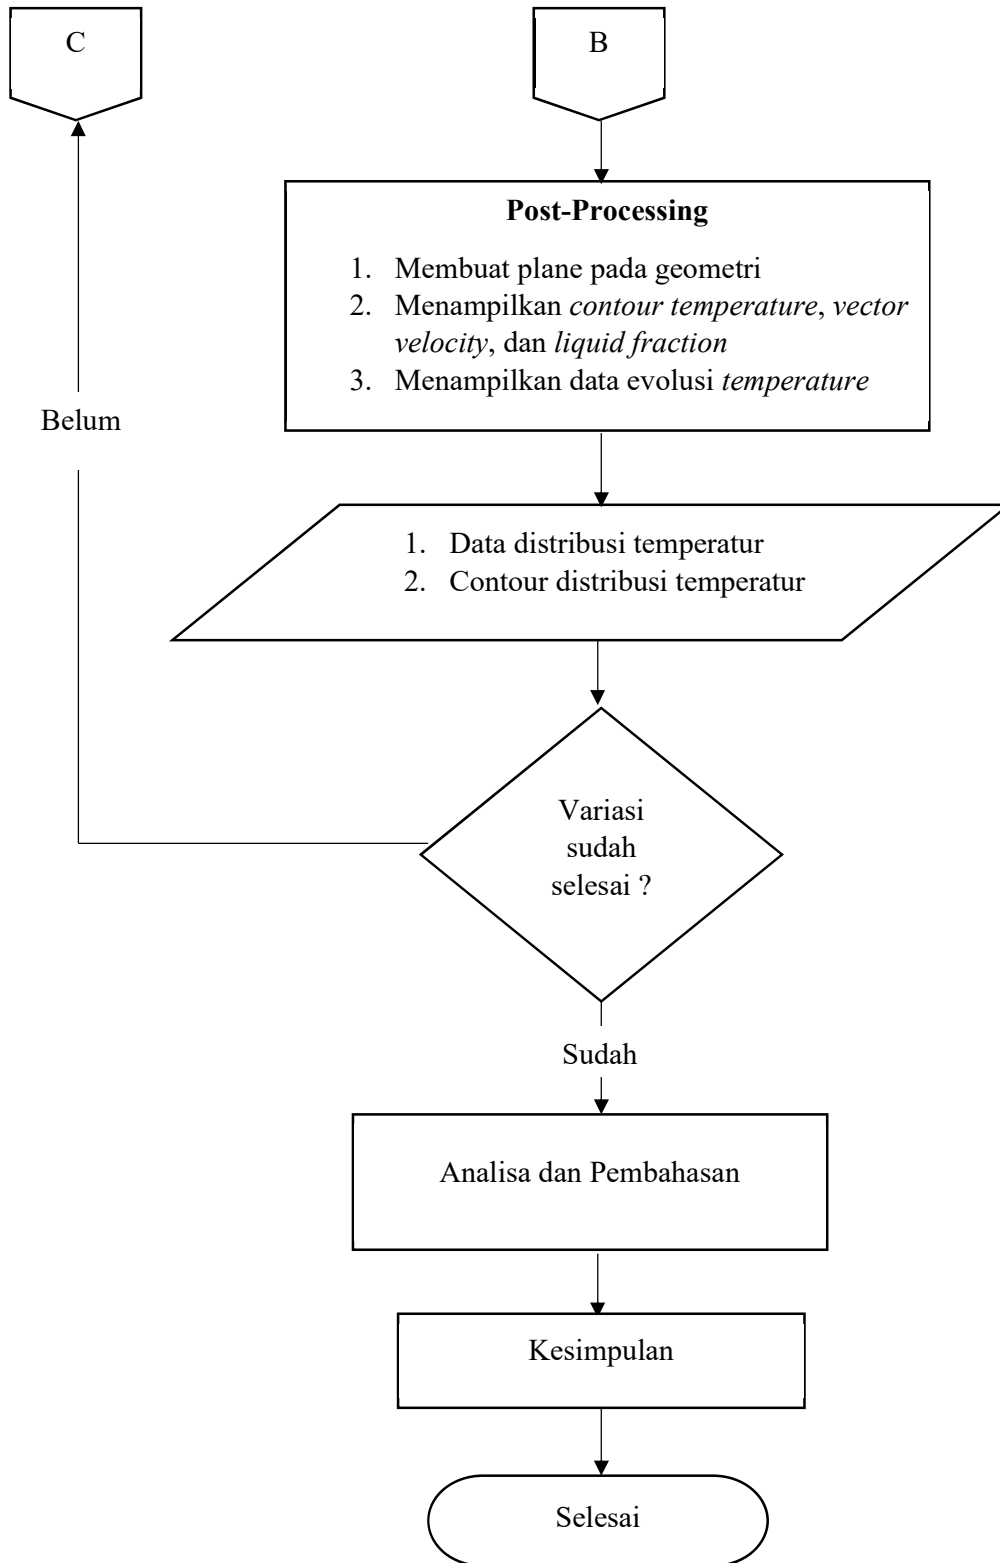 C
B
Post-Processing
1. Membuat plane pada geometri
2. Menampilkan contour temperature, vector
velocity, dan liquid fraction
3. Menampilkan data evolusi temperature
Belum
1. Data distribusi temperatur
2. Contour distribusi temperatur
Variasi
sudah
selesai ?
Sudah
Analisa dan Pembahasan
Kesimpulan
Selesai